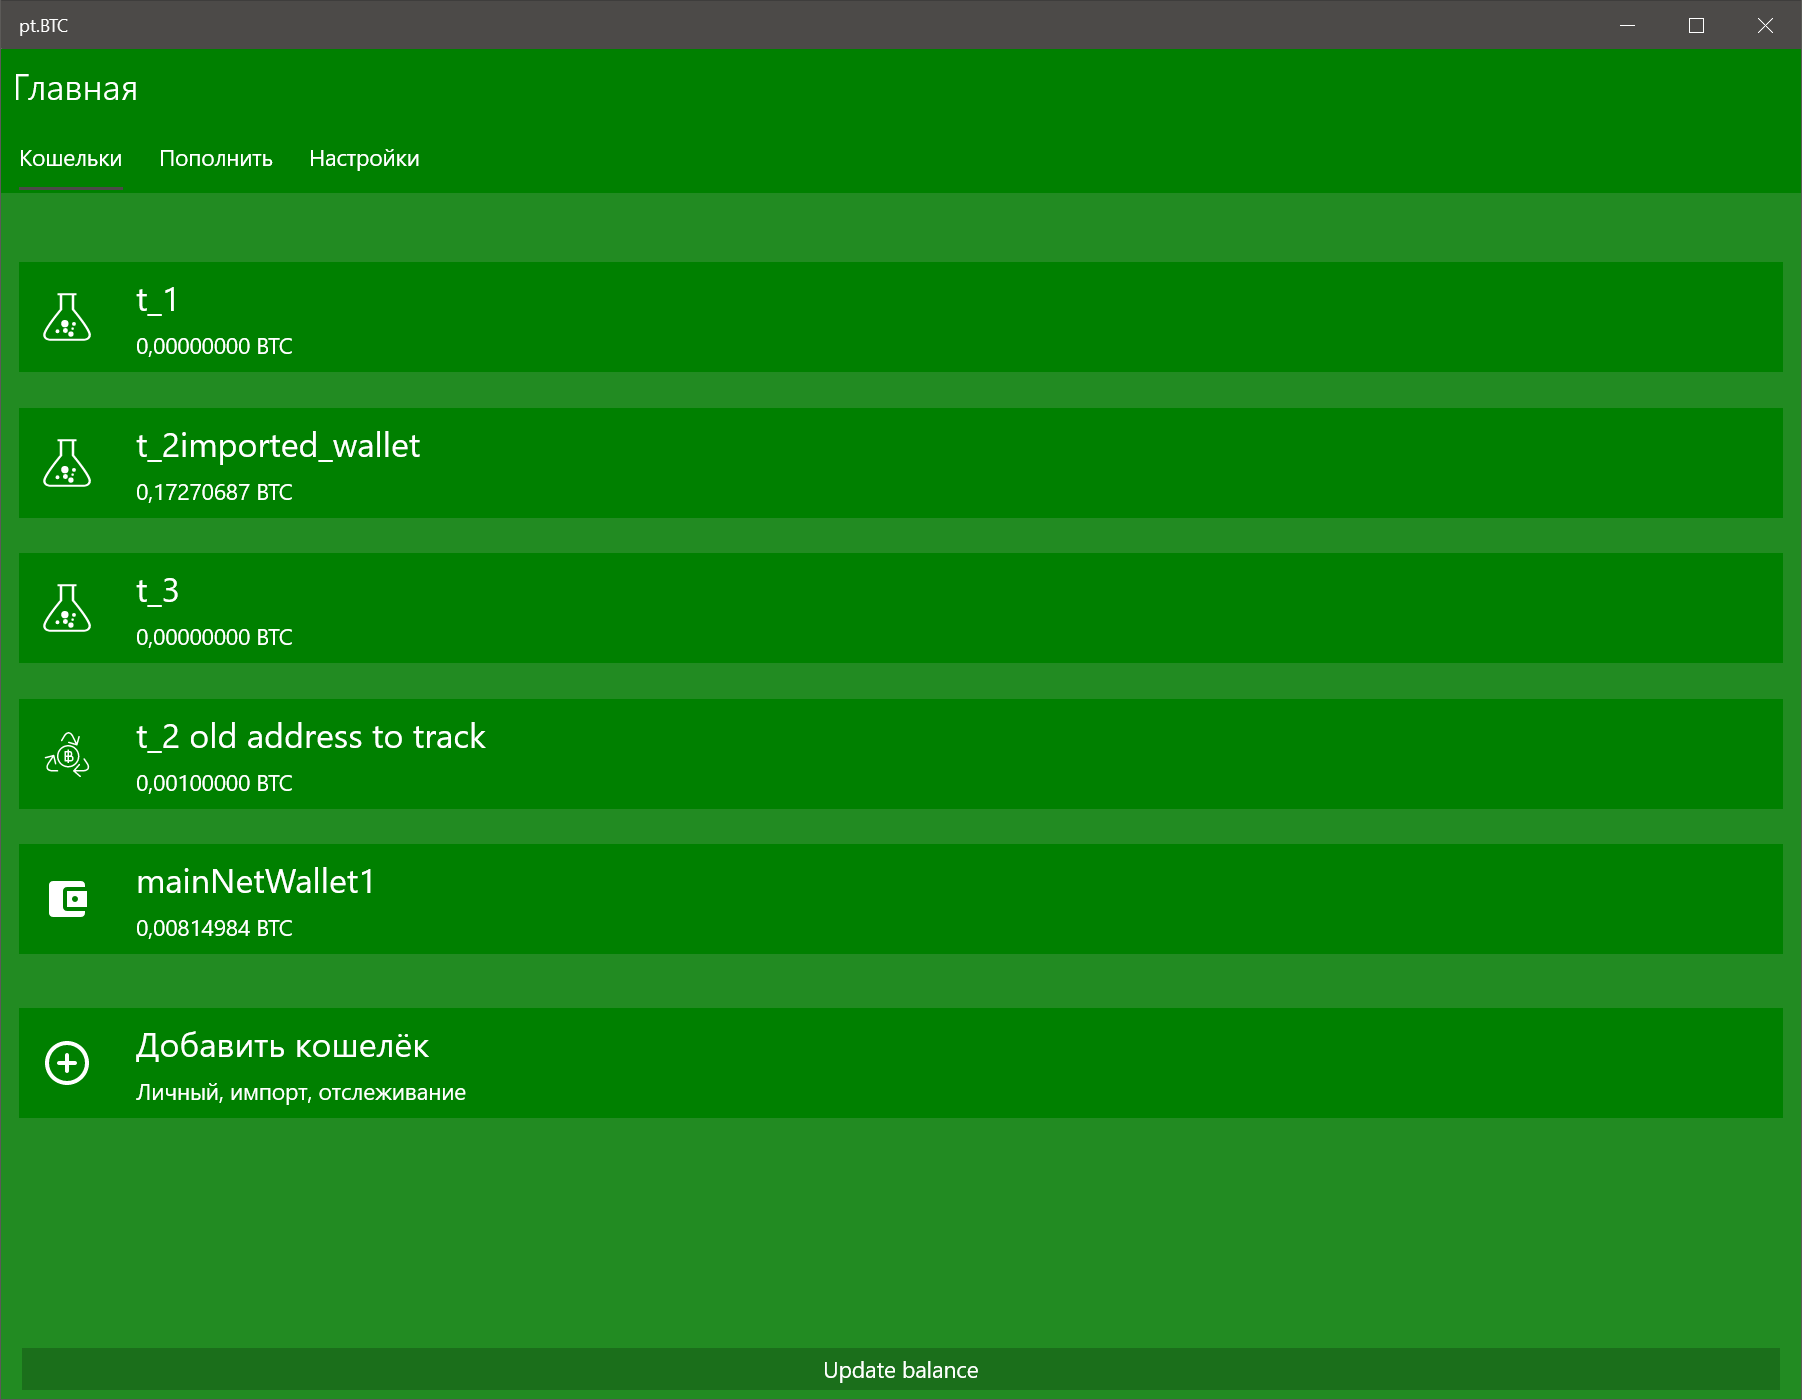 pt.BTC
Главная
Кошельки Пополнить Настройки
t_1
0,00000000 BTC
t_2imported_wallet
0,17270687 BTC
t_3
0,00000000 BTC
t_2 old address to track
0,00100000 BTC
mainNetWallet1
0,00814984 BTC
Добавить кошелёк
Личный, импорт, отслеживание
Update balance